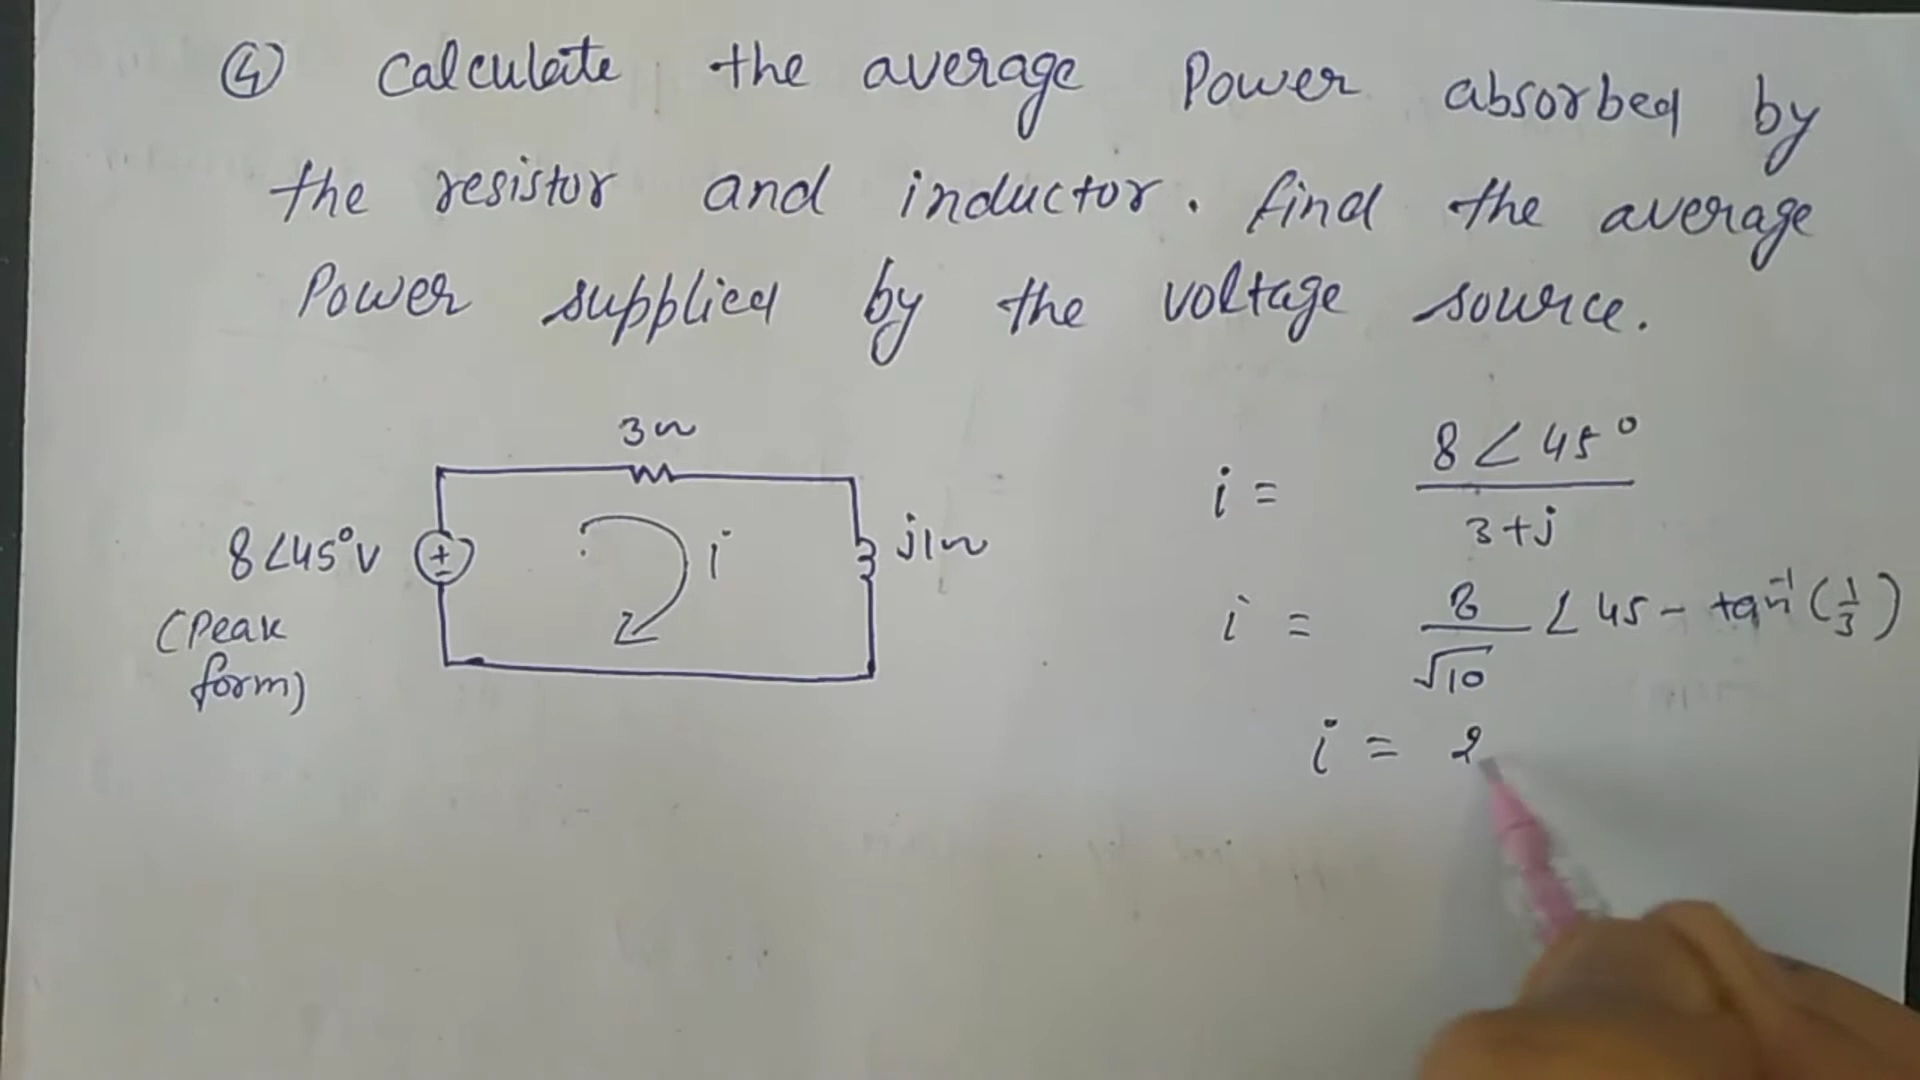 ④ Calculate the average Power absorbed by
the resistor and inductor. find the average
Power supplied by the voltage source.
3Ω
8∠45°V
(Peak
form)
±
i
j1Ω
i = 8∠45° / 3+j
i = 8/√10 ∠45 - tan⁻¹(1/3)
i = 2